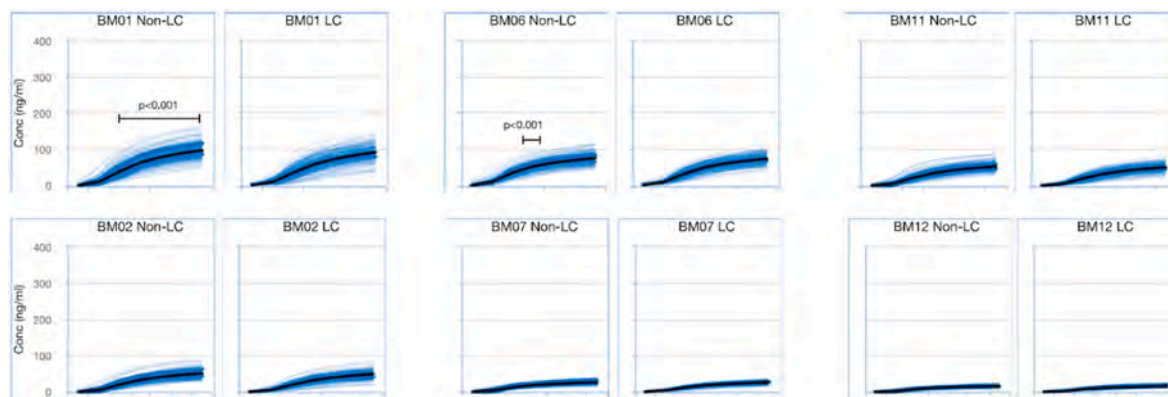 BM01 Non-LC
BM01 LC
BM06 Non-LC
BM06 LC
BM11 Non-LC
BM11 LC
400
300
200
100
0
Conc (ng/ml)
p<0.001
p<0.001
BM02 Non-LC
BM02 LC
BM07 Non-LC
BM07 LC
BM12 Non-LC
BM12 LC
400
300
200
100
0
Conc (ng/ml)